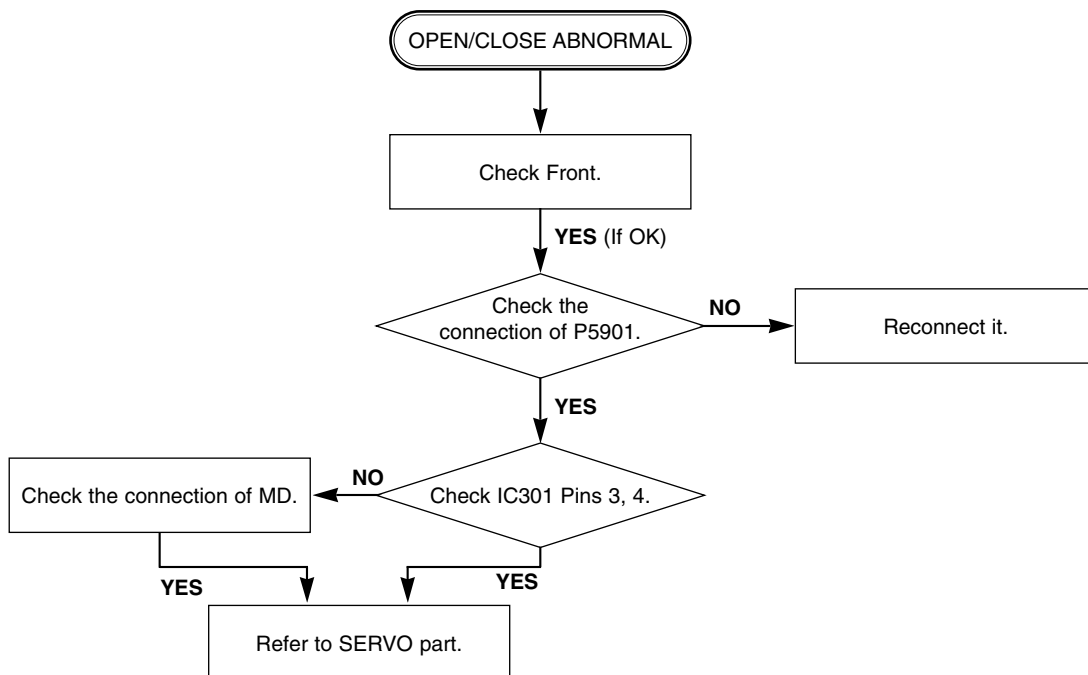 OPEN/CLOSE ABNORMAL
Check Front.
YES (If OK)
Check the
connection of P5901.
NO
Reconnect it.
YES
Check IC301 Pins 3, 4.
NO
Check the connection of MD.
YES
YES
Refer to SERVO part.